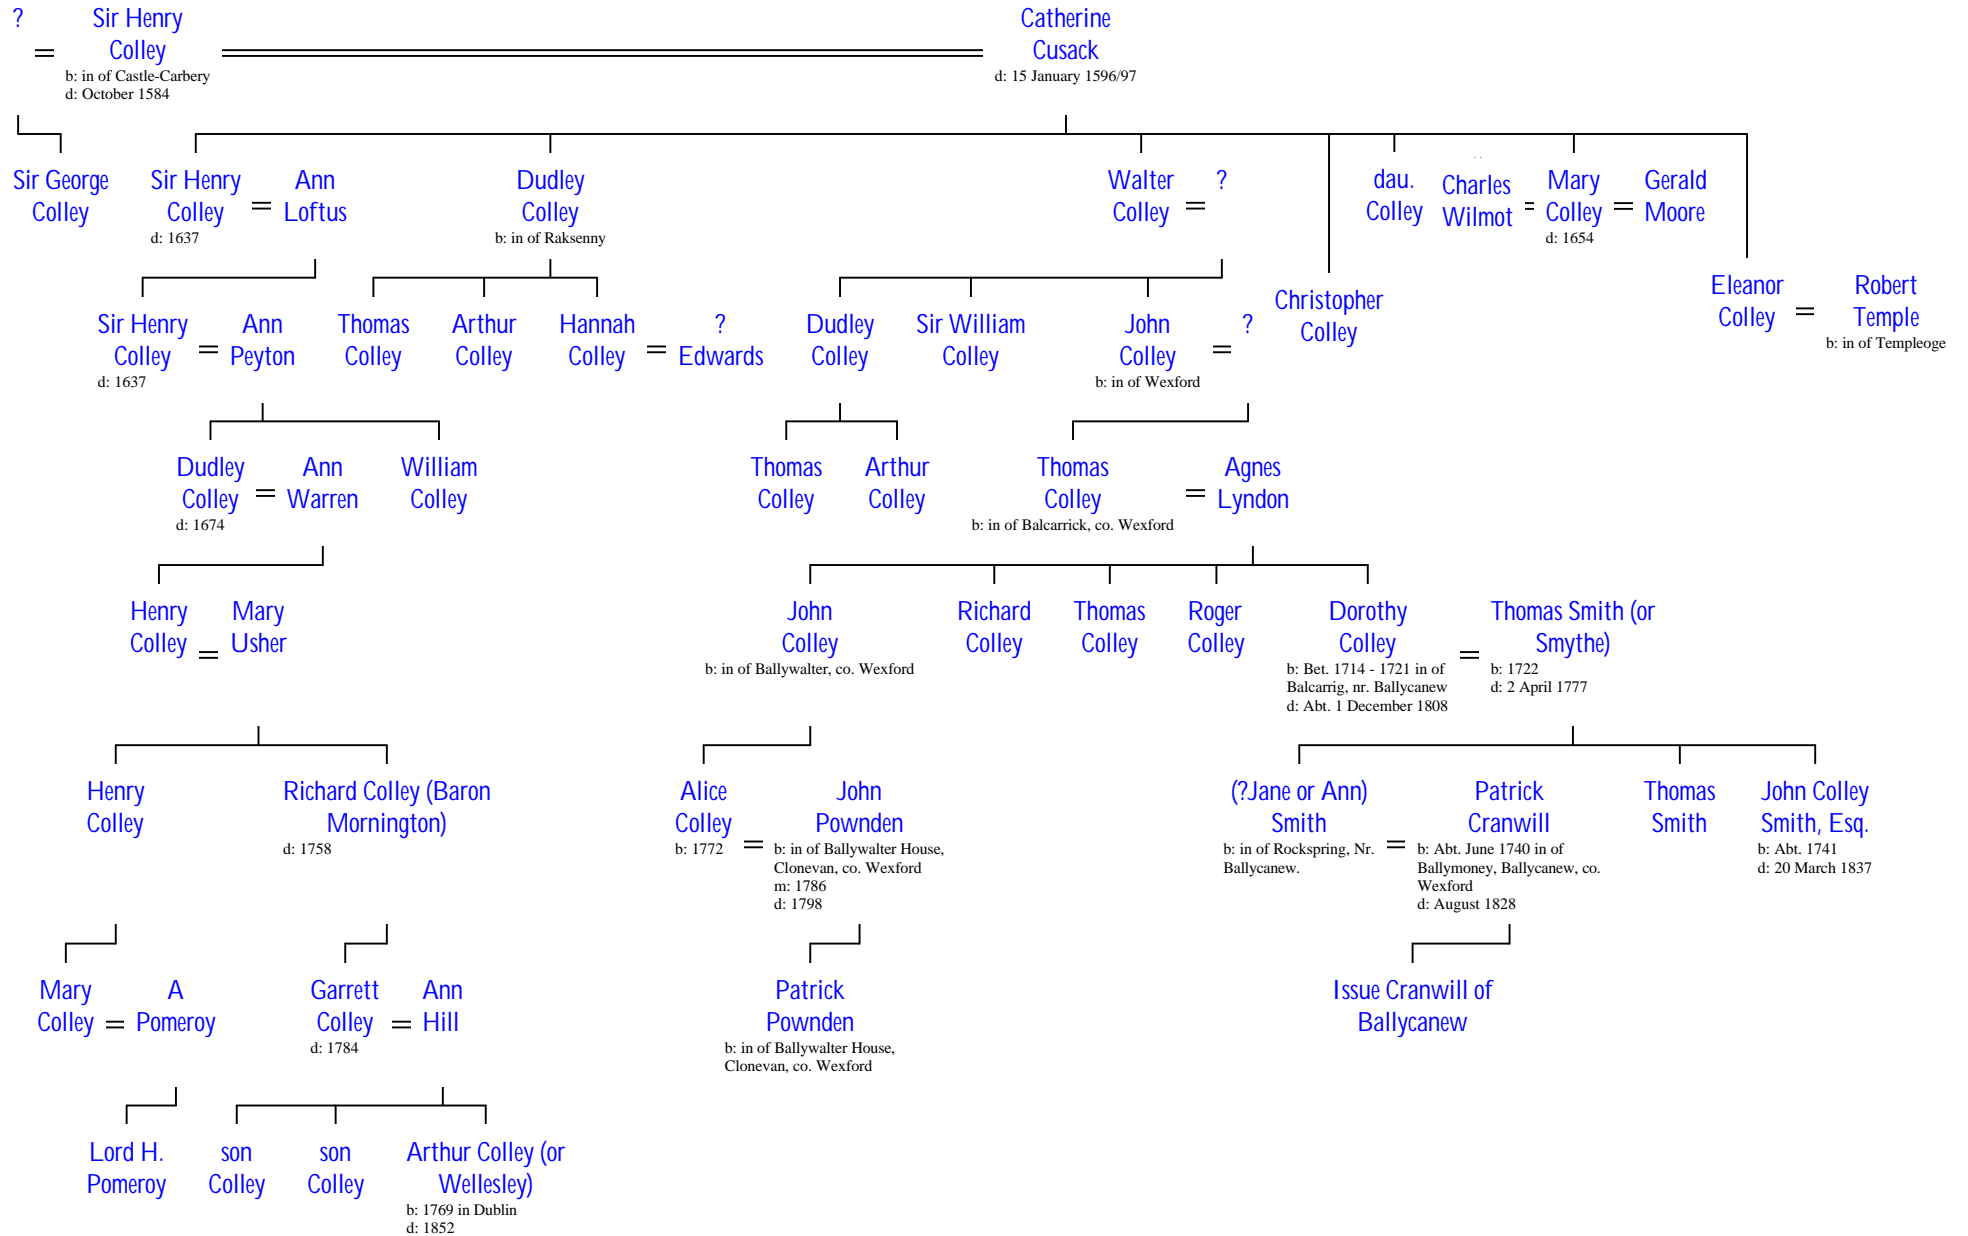 ?
Sir Henry
Colley
b: in of Castle-Carbery
d: October 1584
Catherine
Cusack
d: 15 January 1596/97
Sir George
Colley
Sir Henry
Colley
d: 1637
Ann
Loftus
Dudley
Colley
b: in of Raksenny
Walter
Colley
?
dau.
Colley
Charles
Wilmot
Mary
Colley
d: 1654
Gerald
Moore
Sir Henry
Colley
d: 1637
Ann
Peyton
Thomas
Colley
Arthur
Colley
Hannah
Colley
?
Edwards
Dudley
Colley
Sir William
Colley
John
Colley
b: in of Wexford
?
Christopher
Colley
Eleanor
Colley
Robert
Temple
b: in of Templeoge
Dudley
Colley
d: 1674
Ann
Warren
William
Colley
Thomas
Colley
Arthur
Colley
Thomas
Colley
b: in of Balcarrick, co. Wexford
Agnes
Lyndon
Henry
Colley
Mary
Usher
John
Colley
b: in of Ballywalter, co. Wexford
Richard
Colley
Thomas
Colley
Roger
Colley
Dorothy
Colley
b: Bet. 1714 - 1721 in of
Balcarrig, nr. Ballycanew
d: Abt. 1 December 1808
Thomas Smith (or
Smythe)
b: 1722
d: 2 April 1777
Henry
Colley
Richard Colley (Baron
Mornington)
d: 1758
Alice
Colley
b: 1772
John
Pownden
b: in of Ballywalter House,
Clonevan, co. Wexford
m: 1786
d: 1798
(?Jane or Ann)
Smith
b: in of Rockspring, Nr.
Ballycanew.
Patrick
Cranwill
b: Abt. June 1740 in of
Ballymoney, Ballycanew, co.
Wexford
d: August 1828
Thomas
Smith
John Colley
Smith, Esq.
b: Abt. 1741
d: 20 March 1837
Mary
Colley
A
Pomeroy
Garrett
Colley
d: 1784
Ann
Hill
Patrick
Pownden
b: in of Ballywalter House,
Clonevan, co. Wexford
Issue Cranwill of
Ballycanew
Lord H.
Pomeroy
son
Colley
son
Colley
Arthur Colley (or
Wellesley)
b: 1769 in Dublin
d: 1852